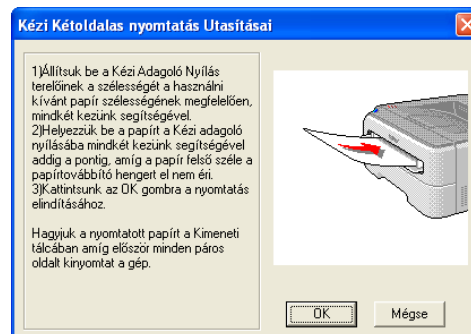 Kézi Kétoldalas nyomtatás Utasításai
1)Állítsuk be a Kézi Adagoló Nyílás
terelőinek a szélességét a használni
kívánt papír szélességének megfelelően,
mindkét kezünk segítségével.
2)Helyezzük be a papírt a Kézi adagoló
nyílásába mindkét kezünk segítségével
addig a pontig, amíg a papír felső széle a
papírtovábbító hengert el nem éri.
3)Kattintsunk az OK gombra a nyomtatás
elindításához.
Hagyjuk a nyomtatott papírt a Kimeneti
tálcában amíg először minden páros
oldalt kinyomtat a gép.
OK
Mégse